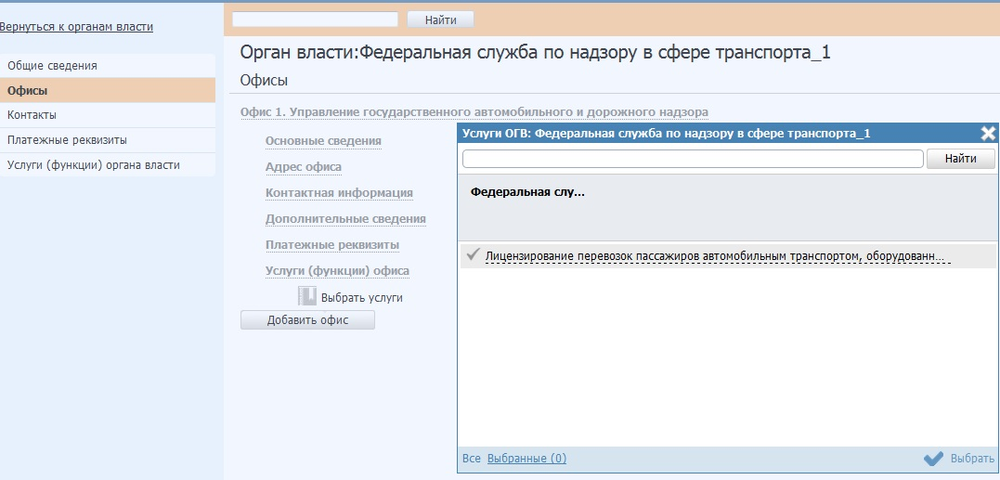 Найти
Вернуться к органам власти
Общие сведения
Офисы
Контакты
Платежные реквизиты
Услуги (функции) органа власти
Орган власти:Федеральная служба по надзору в сфере транспорта_1
Офисы
Офис 1. Управление государственного автомобильного и дорожного надзора
Основные сведения
Адрес офиса
Контактная информация
Дополнительные сведения
Платежные реквизиты
Услуги (функции) офиса
Выбрать услуги
Добавить офис
Услуги ОГВ: Федеральная служба по надзору в сфере транспорта_1
Найти
Федеральная слу...
Лицензирование перевозок пассажиров автомобильным транспортом, оборудованн...
Все Выбранные (0)
Выбрать